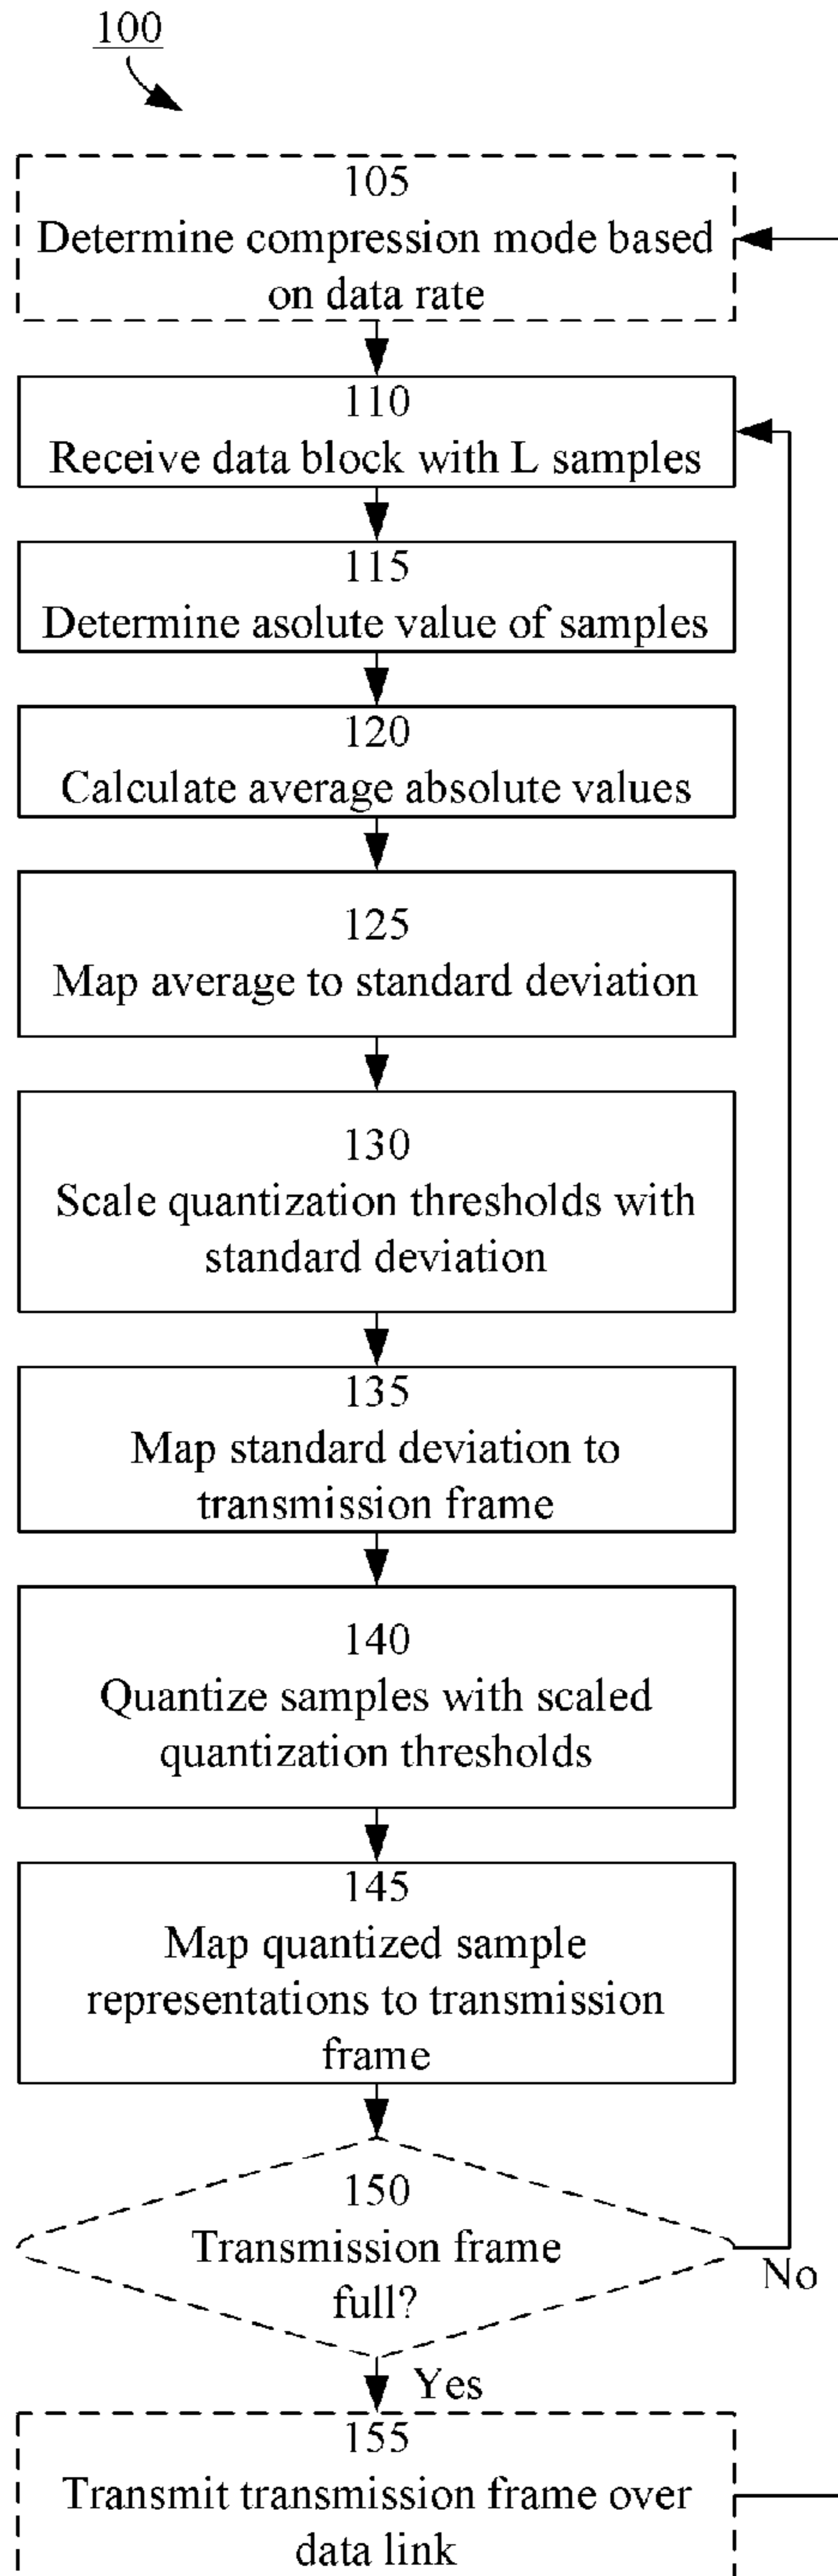 100
105
Determine compression mode based
on data rate
110
Receive data block with L samples
115
Determine asolute value of samples
120
Calculate average absolute values
125
Map average to standard deviation
130
Scale quantization thresholds with
standard deviation
135
Map standard deviation to
transmission frame
140
Quantize samples with scaled
quantization thresholds
145
Map quantized sample
representations to transmission
frame
150
Transmission frame
full?
No
Yes
155
Transmit transmission frame over
data link